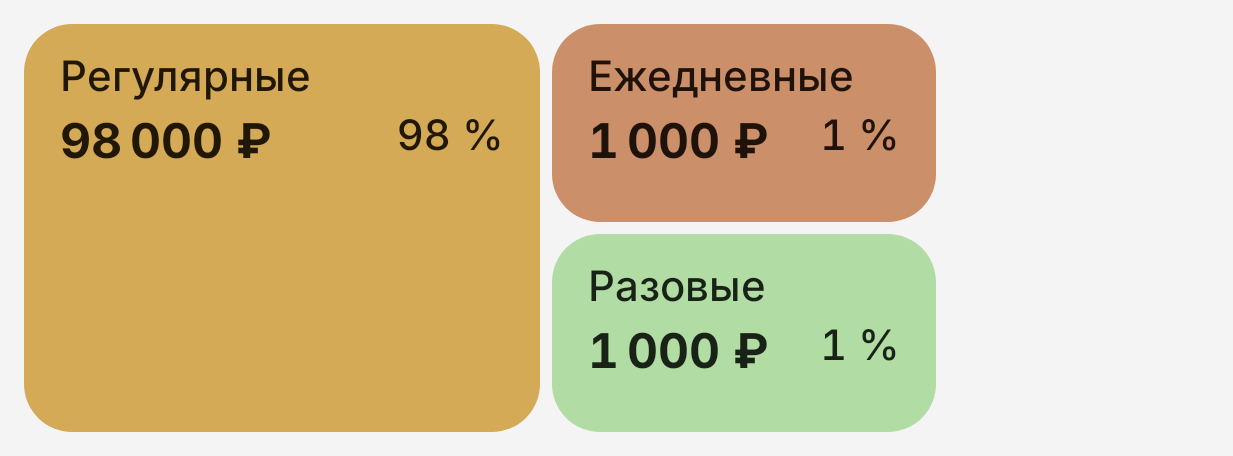 Регулярные
98 000 ₽ 98 %
Ежедневные
1 000 ₽ 1 %
Разовые
1 000 ₽ 1 %